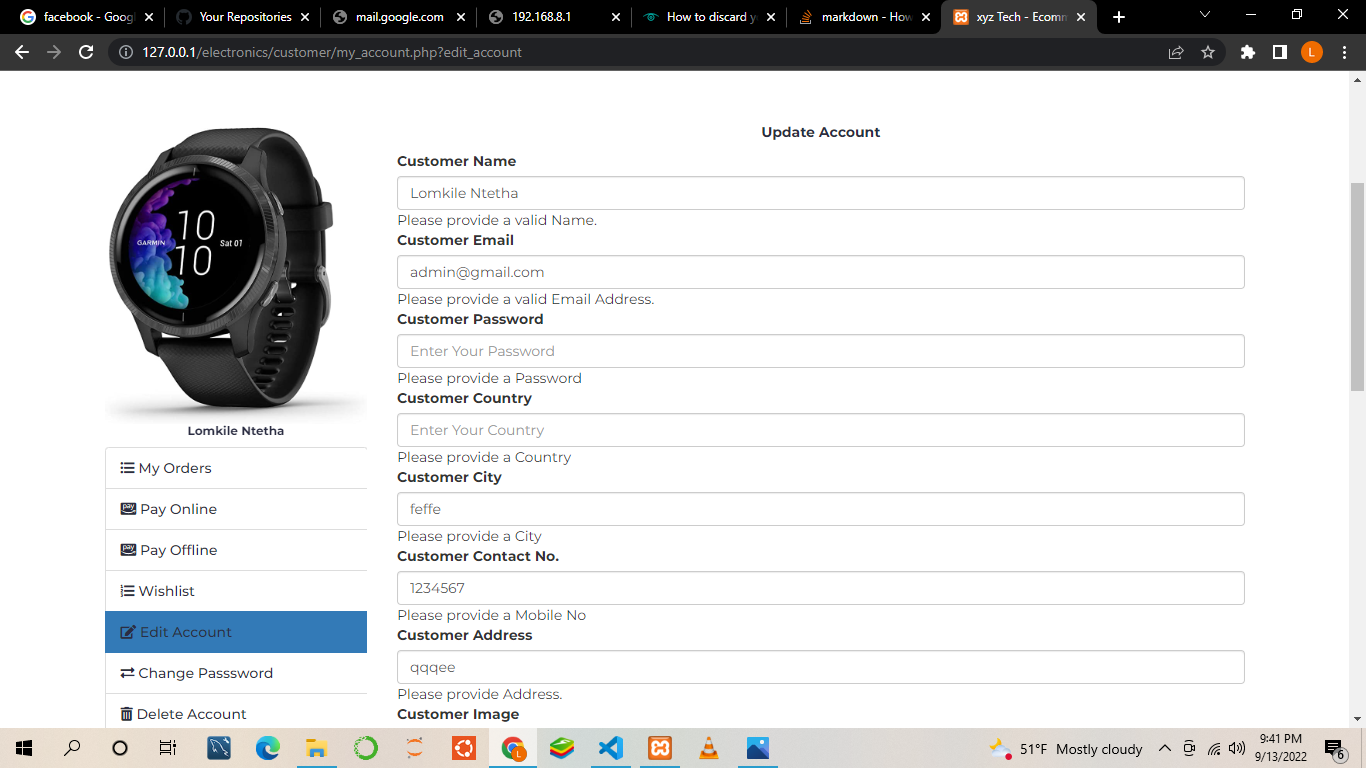 facebook - Goog
Your Repositories
mail.google.com
192.168.8.1
How to discard y
markdown - How
xyz Tech - Ecomm
127.0.0.1/electronics/customer/my_account.php?edit_account
L
Update Account
Customer Name
Lomkile Ntetha
Please provide a valid Name.
Customer Email
admin@gmail.com
Please provide a valid Email Address.
Customer Password
Enter Your Password
Please provide a Password
Customer Country
Enter Your Country
Please provide a Country
Customer City
feffe
Please provide a City
Customer Contact No.
1234567
Please provide a Mobile No
Customer Address
qqqee
Please provide Address.
Customer Image
10
10
GARMIN
Sat 01
Lomkile Ntetha
My Orders
pay Pay Online
pay Pay Offline
Wishlist
Edit Account
Change Passsword
Delete Account
L
51°F Mostly cloudy
9:41 PM
9/13/2022
6